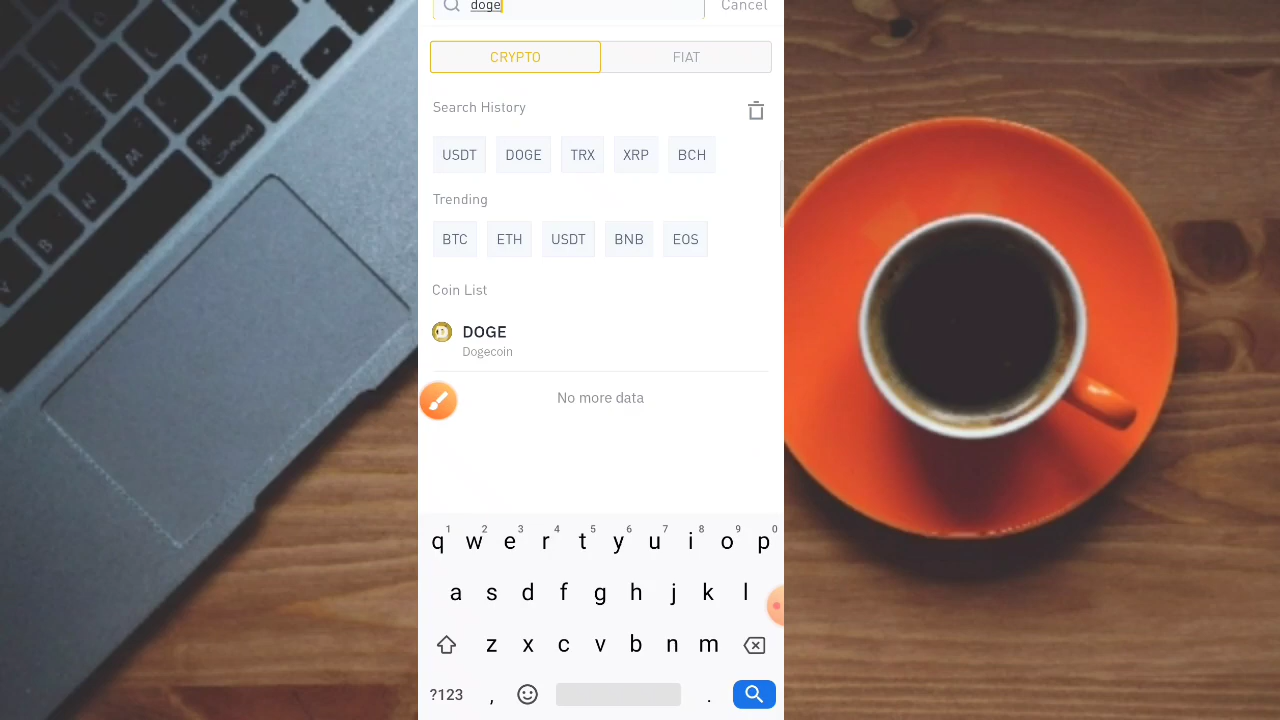 doge Cancel
CRYPTO FIAT
Search History
USDT DOGE TRX XRP BCH
Trending
BTC ETH USDT BNB EOS
Coin List
DOGE
Dogecoin
No more data
1 2 3 4 5 6 7 8 9 0
q w e r t y u i o p
a s d f g h j k l
z x c v b n m
?123 , .